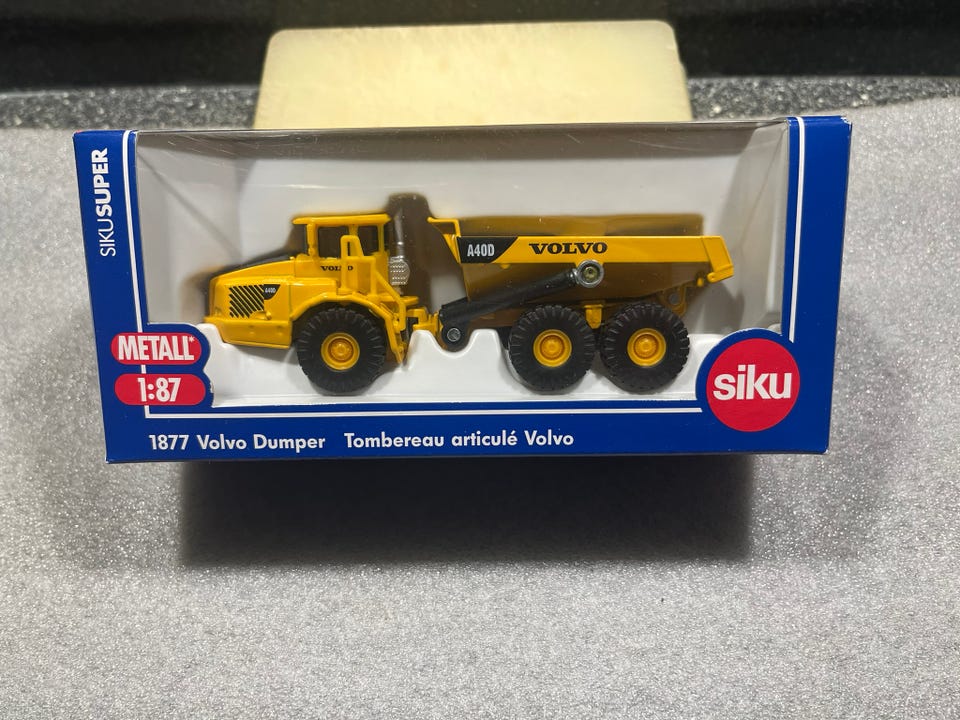 SIKUSUPER
METALL*
1:87
A40D
VOLVO
VOLVO
A40D
siku
1877 Volvo Dumper Tombereau articulé Volvo